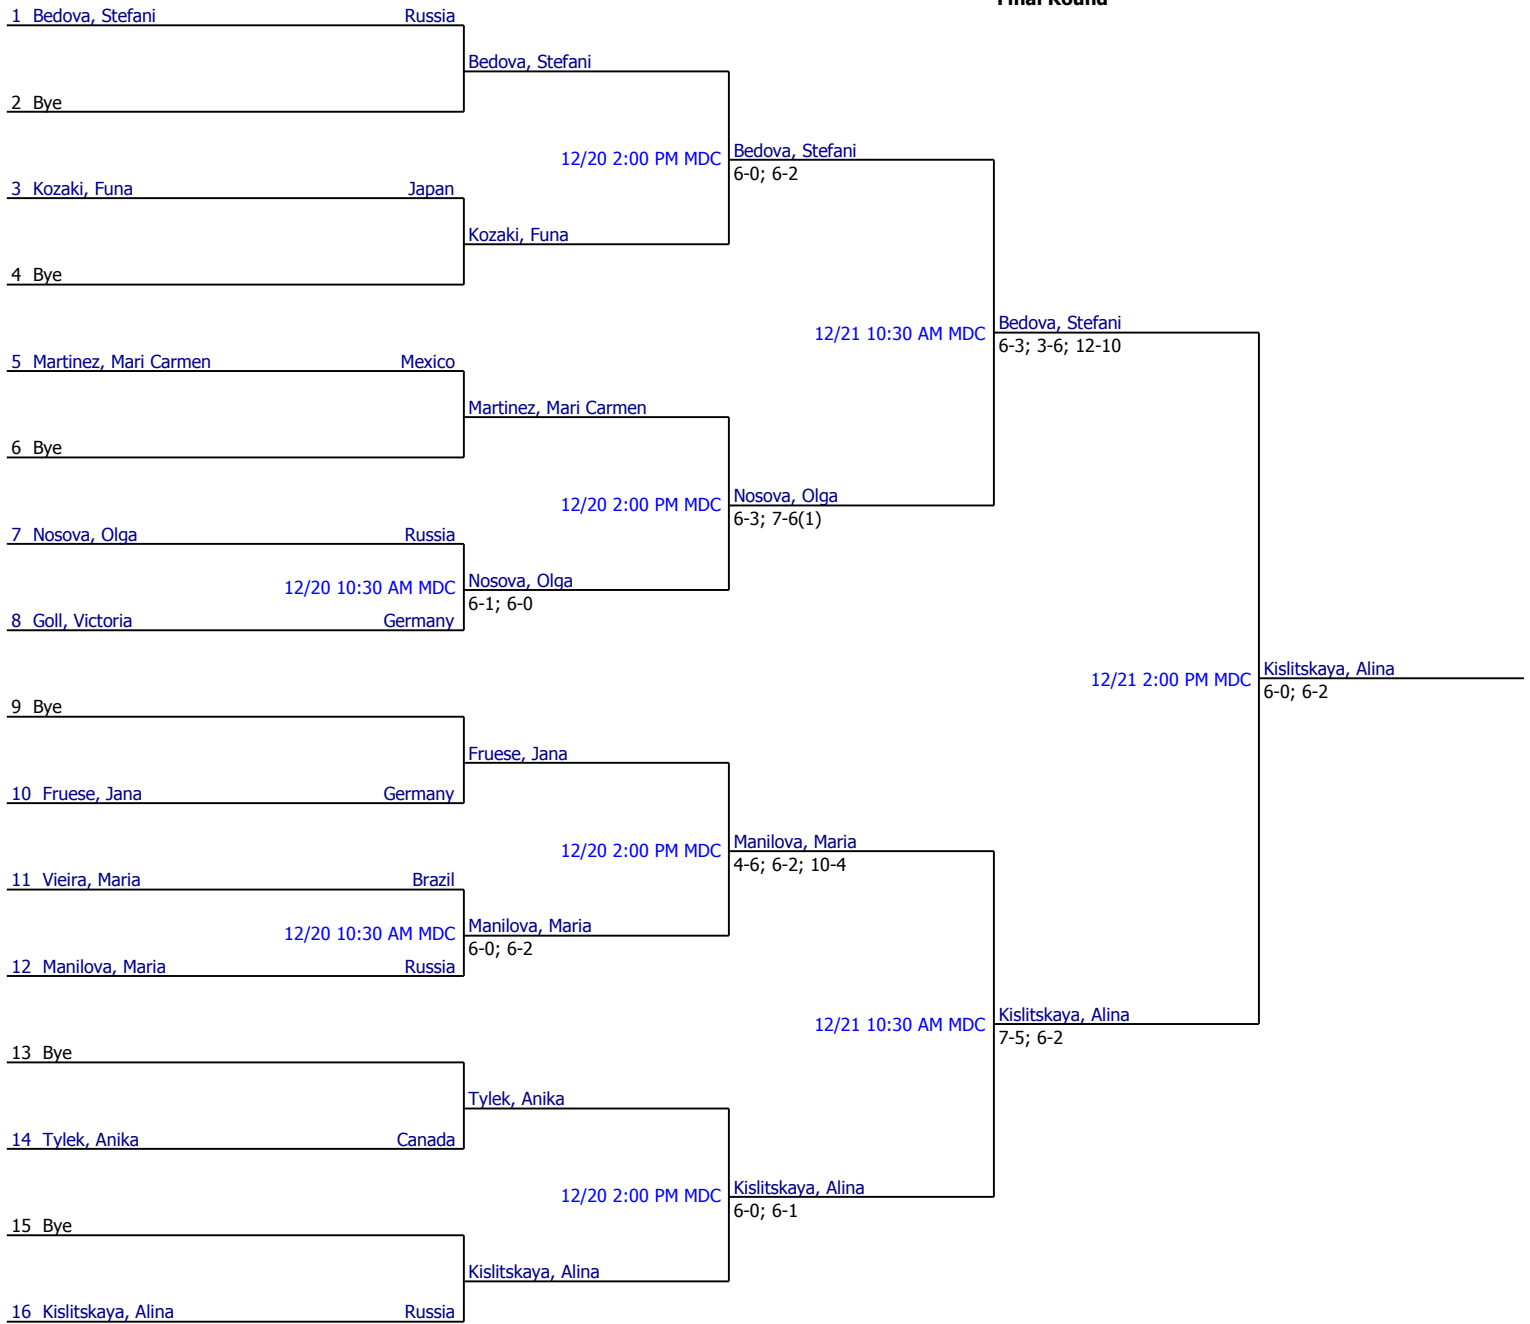 Final Round
1 Bedova, Stefani Russia
Bedova, Stefani
2 Bye
12/20 2:00 PM MDC Bedova, Stefani
6-0; 6-2
3 Kozaki, Funa Japan
Kozaki, Funa
4 Bye
12/21 10:30 AM MDC Bedova, Stefani
6-3; 3-6; 12-10
5 Martinez, Mari Carmen Mexico
Martinez, Mari Carmen
6 Bye
12/20 2:00 PM MDC Nosova, Olga
6-3; 7-6(1)
7 Nosova, Olga Russia
12/20 10:30 AM MDC Nosova, Olga
6-1; 6-0
8 Goll, Victoria Germany
12/21 2:00 PM MDC Kislitskaya, Alina
6-0; 6-2
9 Bye
Fruese, Jana
10 Fruese, Jana Germany
12/20 2:00 PM MDC Manilova, Maria
4-6; 6-2; 10-4
11 Vieira, Maria Brazil
12/20 10:30 AM MDC Manilova, Maria
6-0; 6-2
12 Manilova, Maria Russia
12/21 10:30 AM MDC Kislitskaya, Alina
7-5; 6-2
13 Bye
Tylek, Anika
14 Tylek, Anika Canada
12/20 2:00 PM MDC Kislitskaya, Alina
6-0; 6-1
15 Bye
Kislitskaya, Alina
16 Kislitskaya, Alina Russia